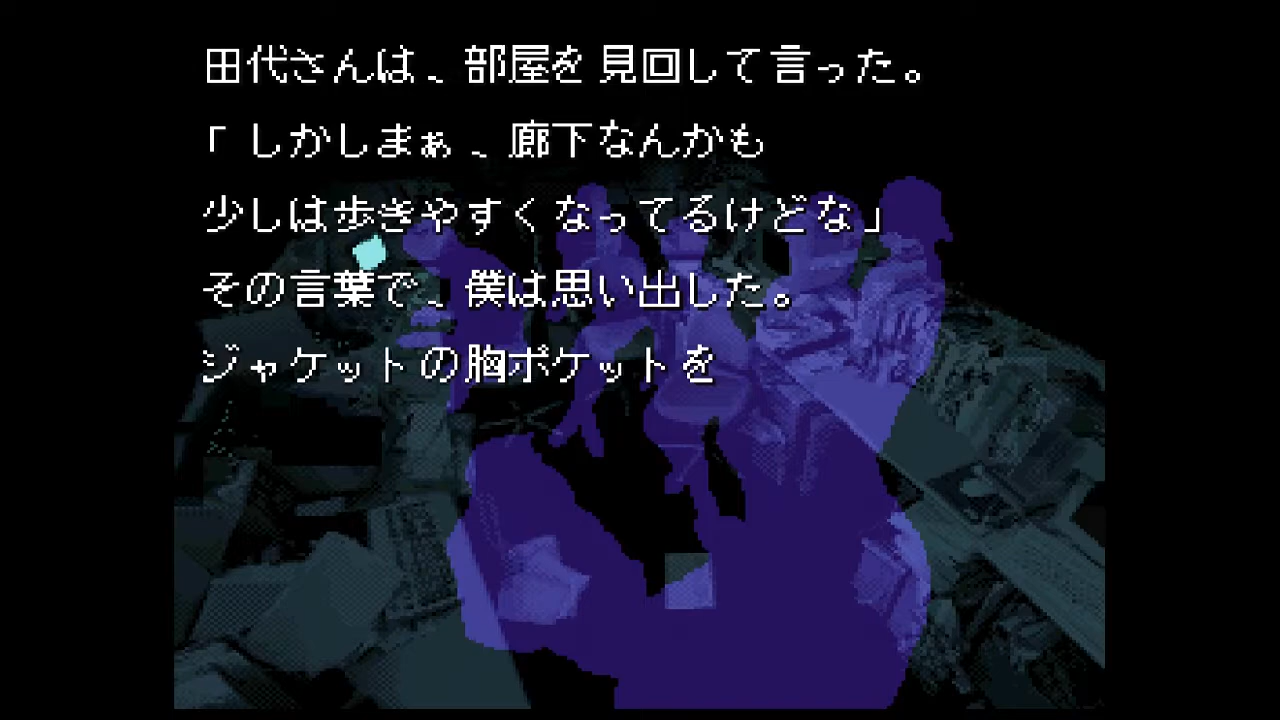 田代さんは、部屋を見回して言った。
「しかしまぁ、廊下なんかも
少しは歩きやすくなってるけどな」
その言葉で、僕は思い出した。
ジャケットの胸ポケットを